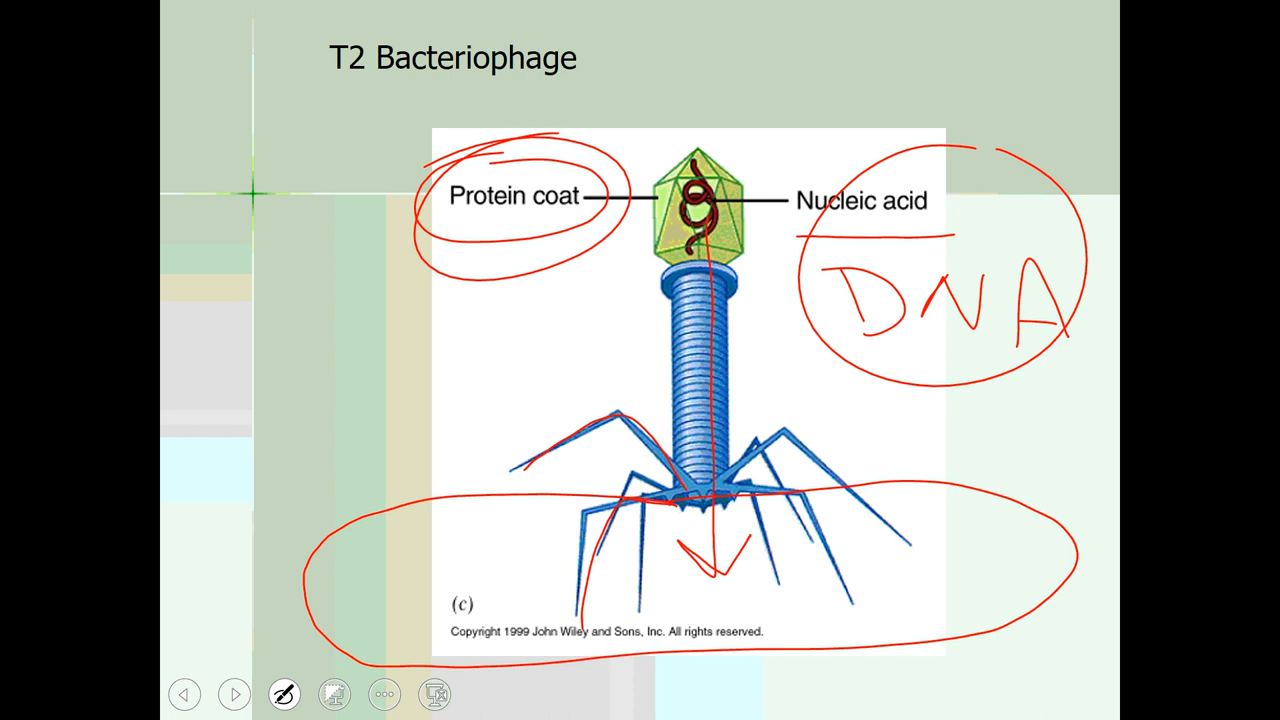 T2 Bacteriophage
Protein coat
Nucleic acid
DNA
(c)
Copyright 1999 John Wiley and Sons, Inc. All rights reserved.